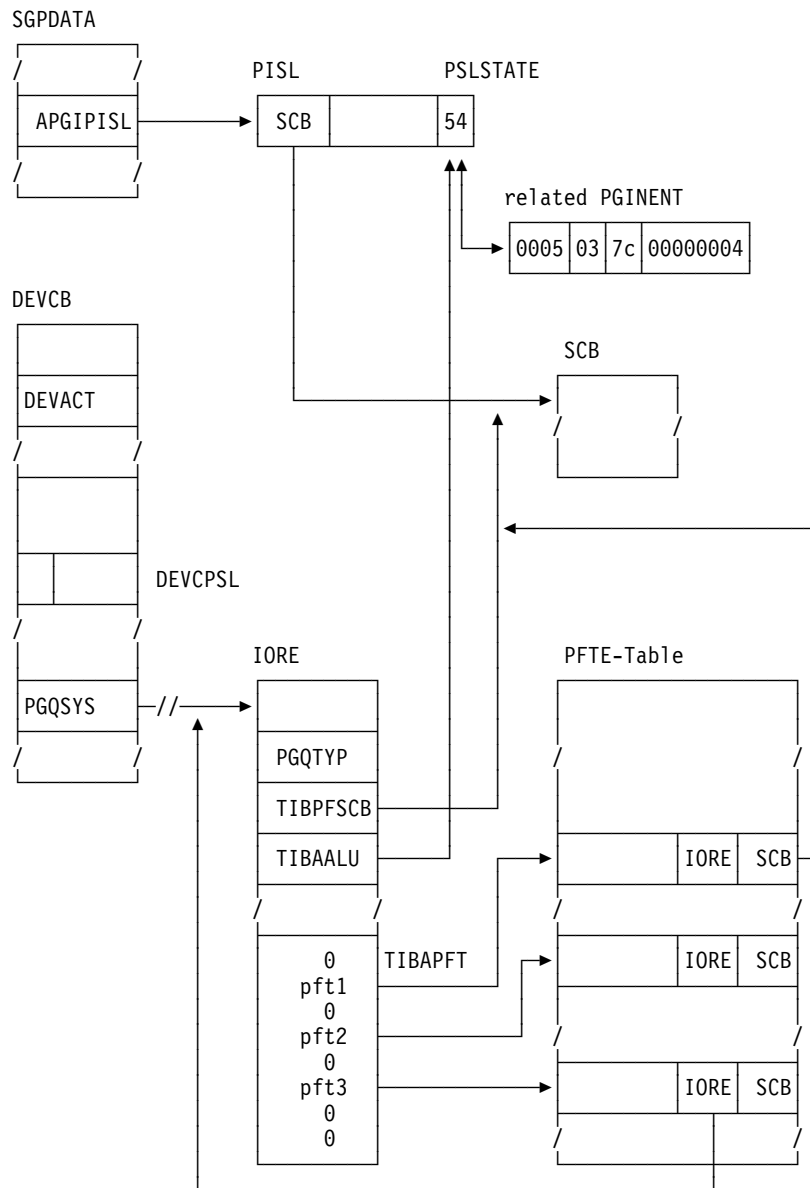 SGPDATA
PISL PSLSTATE
APGIPISL SCB 54
related PGINENT
0005 03 7c 00000004
DEVCB
SCB
DEVACT
DEVCPSL
IORE PFTE-Table
PGQSYS
PGQTYP
TIBPFSCB
TIBAALU IORE SCB
0 TIBAPFT IORE SCB
pft1
0
pft2
0
pft3 IORE SCB
0
0